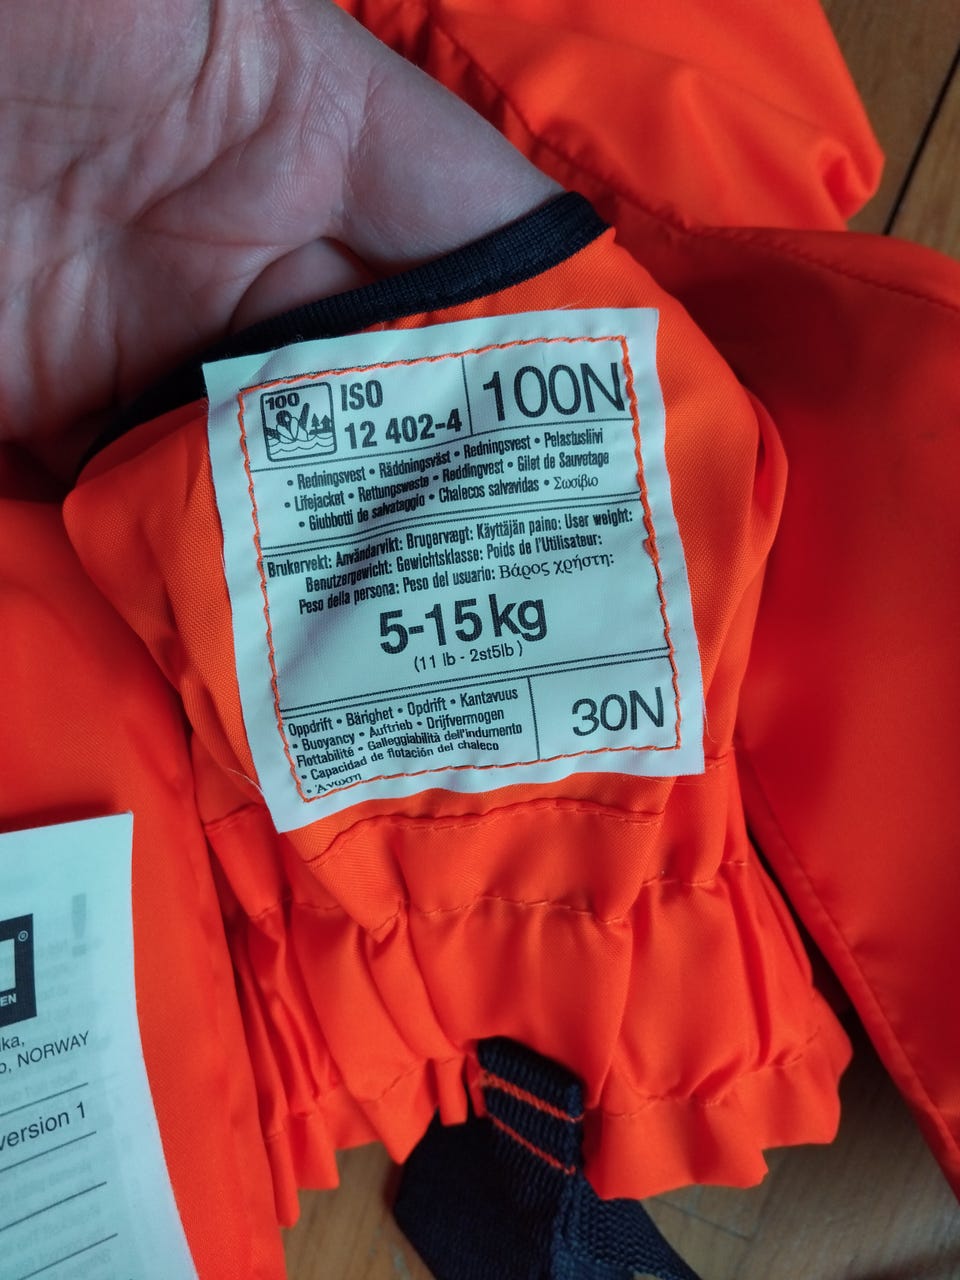 100
ISO
12 402-4
100N
• Redningsvest • Räddningsväst • Redningsvest • Pelastusliivi
• Lifejacket • Rettungsweste • Reddingvest • Gilet de Sauvetage
• Giubbotti de salvataggio • Chalecos salvavidas • Σωσίβιο
Brukervekt: Användarvikt: Brugervægt: Käyttäjän paino: User weight:
Benutzergewicht: Gewichtsklasse: Poids de l'Utilisateur:
Peso della persona: Peso del usuario: Βάρος χρήστη:
5-15 kg
(11 lb - 2st5lb )
Oppdrift • Bärighet • Opdrift • Kantavuus
• Buoyancy • Auftrieb • Drijfvermogen
Flottabilité • Galleggiabilità dell'indumento
• Capacidad de flotación del chaleco
• Άνωση
30N
®
EN
ka,
o, NORWAY
version 1